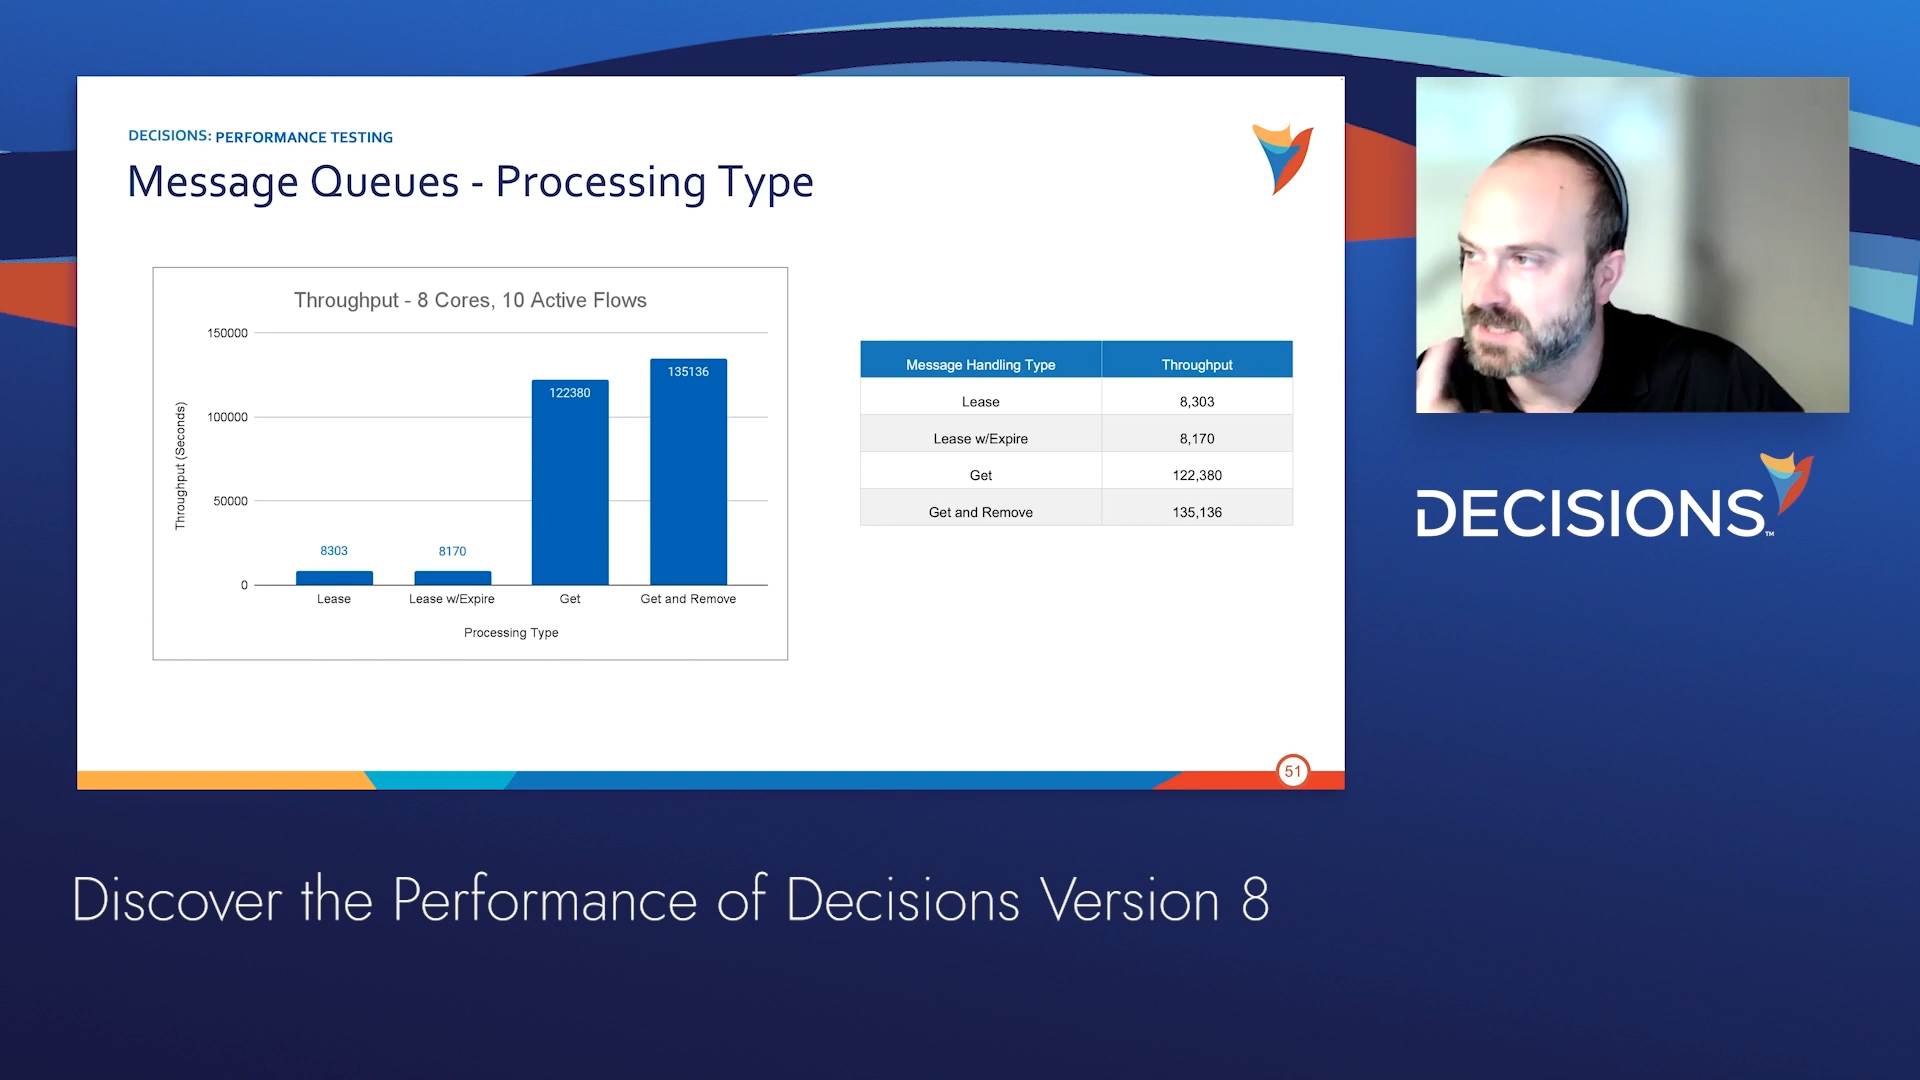 DECISIONS: PERFORMANCE TESTING
Message Queues - Processing Type
Throughput - 8 Cores, 10 Active Flows
Throughput (Seconds)
150000
100000
50000
0
8303
8170
122380
135136
Lease
Lease w/Expire
Get
Get and Remove
Processing Type
Message Handling Type Throughput
Lease 8,303
Lease w/Expire 8,170
Get 122,380
Get and Remove 135,136
51
DECISIONS™
Discover the Performance of Decisions Version 8